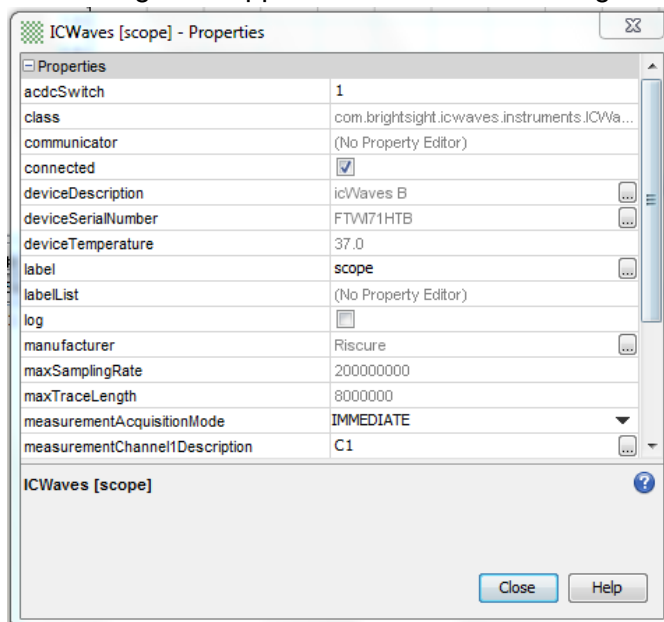 ICWaves [scope] - Properties
Properties
acdcSwitch 1
class com.brightsight.icwaves.instruments.ICWa...
communicator (No Property Editor)
connected
deviceDescription icWaves B ...
deviceSerialNumber FTWI71HTB ...
deviceTemperature 37.0
label scope ...
labelList (No Property Editor)
log
manufacturer Riscure ...
maxSamplingRate 200000000
maxTraceLength 8000000
measurementAcquisitionMode IMMEDIATE
measurementChannel1Description C1 ...
ICWaves [scope] ?
Close Help